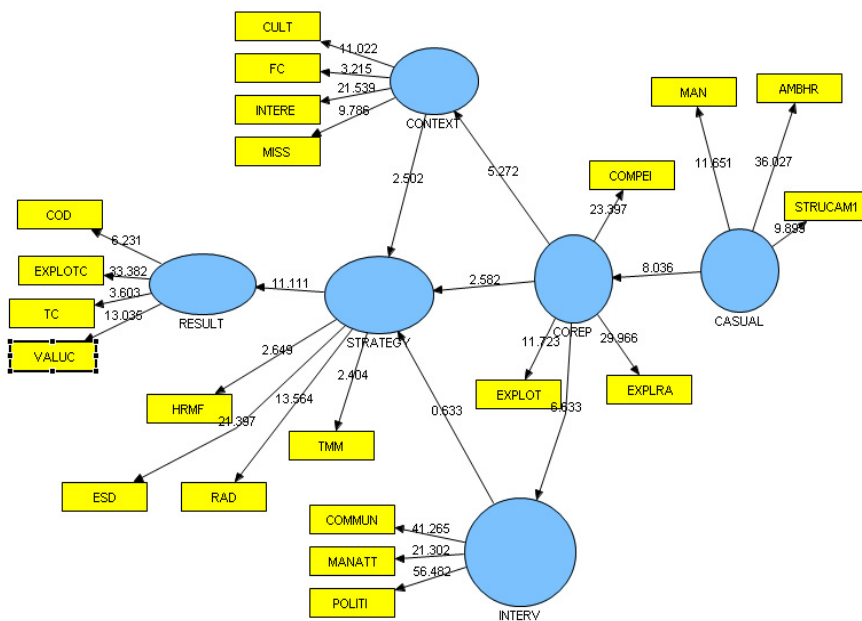 CULT
11.022
FC
3.215
INTERE
21.539
9.786
MISS
CONTEXT
MAN
AMBHR
11.651
36.027
STRUCAM1
9.899
5.272
COMPEI
23.397
2.502
COD
6.231
EXPLOTC
33.382
TC
3.603
13.035
VALUC
RESULT
11.111
STRATEGY
2.582
COREP
8.036
CASUAL
2.649
HRMF
21.397
13.564
2.404
TMM
ESD
RAD
11.723
29.966
EXPLOT
EXPLRA
0.633
6.633
COMMUN
41.265
MANATT
21.302
56.482
POLITI
INTERV